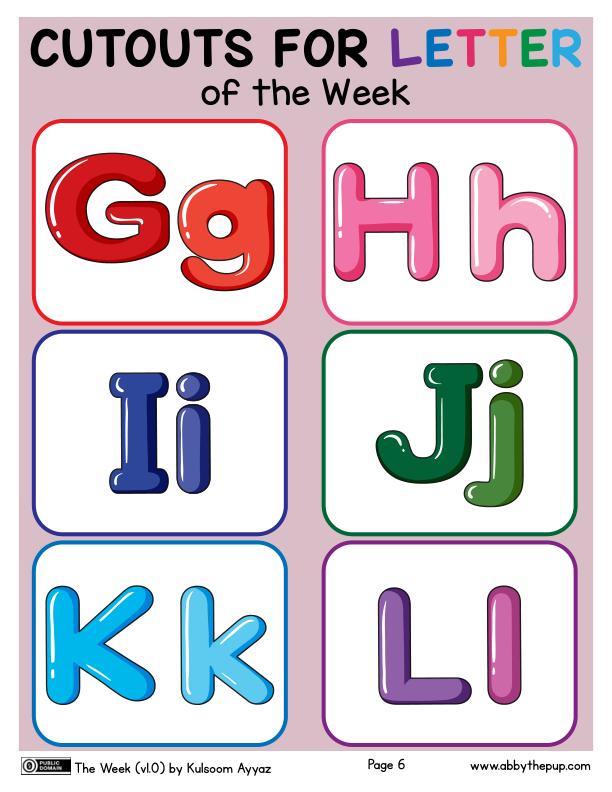 CUTOUTS FOR LETTER
of the Week
Gg Hh
Ii Jj
Kk Ll
0 PUBLIC DOMAIN The Week (v1.0) by Kulsoom Ayyaz Page 6 www.abbythepup.com